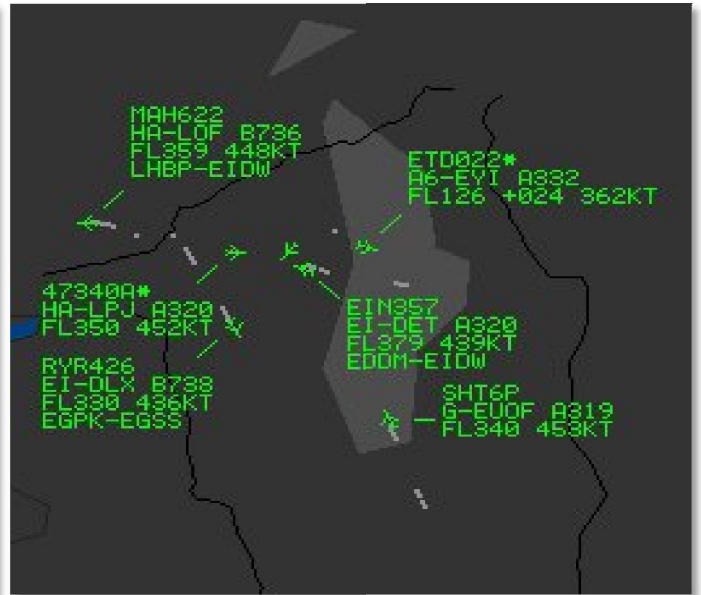 MAH622
HA-LOF B736
FL359 448KT
LHBP-EIDW
ETD022*
A6-EYI A332
FL126 +024 362KT
47340A*
HA-LPJ A320
FL350 452KT
EIN357
EI-DET A320
FL379 439KT
EDDM-EIDW
RYR426
EI-DLX B738
FL330 436KT
EGPK-EGSS
SHT6P
G-EUOF A319
FL340 453KT